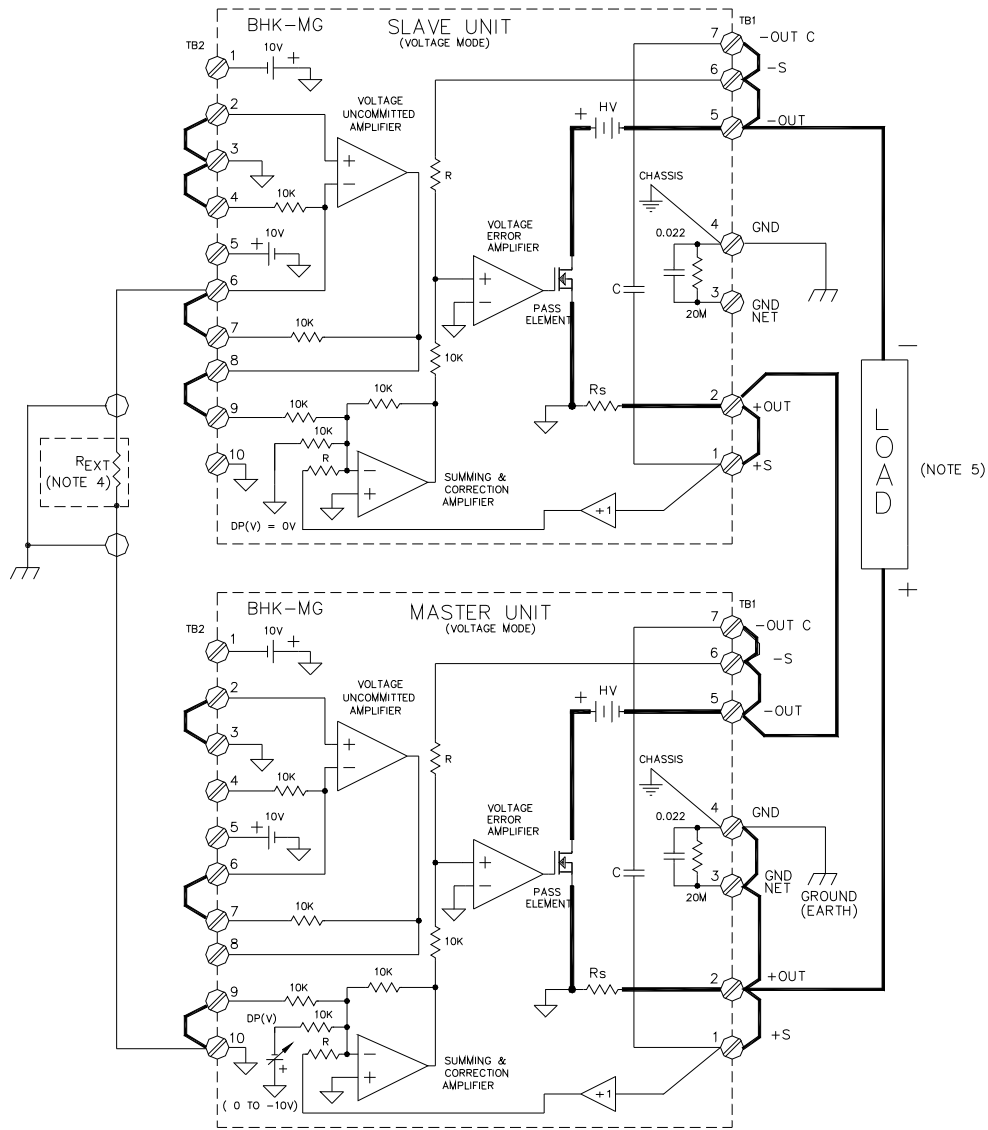 BHK-MG
SLAVE UNIT
(VOLTAGE MODE)
TB1
TB2
7
-OUT C
1
10V
+
6
-S
VOLTAGE
UNCOMMITTED
AMPLIFIER
+
HV
5
-OUT
2
+
-
3
R
CHASSIS
4
10K
VOLTAGE
ERROR
AMPLIFIER
4
GND
0.022
5
+
10V
+
-
C
3
GND
NET
6
PASS
ELEMENT
20M
7
10K
10K
8
10K
Rs
2
+OUT
9
10K
10K
R
10
-
+
SUMMING &
CORRECTION
AMPLIFIER
1
+S
DP(V) = 0V
+1
REXT
(NOTE 4)
-
LOAD
(NOTE 5)
+
BHK-MG
MASTER UNIT
(VOLTAGE MODE)
TB1
TB2
7
-OUT C
1
10V
+
6
-S
VOLTAGE
UNCOMMITTED
AMPLIFIER
+
HV
5
-OUT
2
+
-
3
R
CHASSIS
4
10K
VOLTAGE
ERROR
AMPLIFIER
4
GND
0.022
5
+
10V
+
-
C
3
GND
NET
6
PASS
ELEMENT
20M
GROUND
(EARTH)
7
10K
10K
8
10K
Rs
2
+OUT
9
10K
DP(V)
10K
R
10
+
-
+
SUMMING &
CORRECTION
AMPLIFIER
1
+S
( 0 TO -10V)
+1